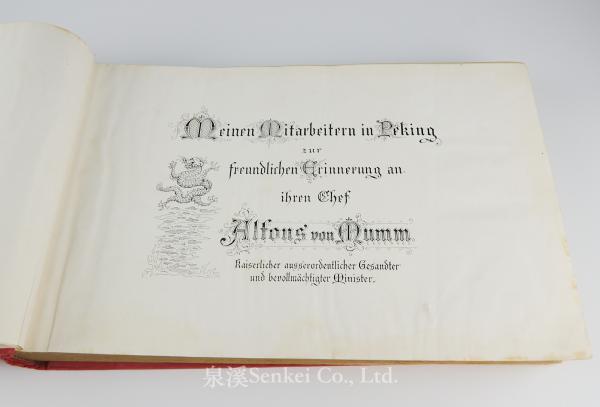 Meinen Mitarbeitern in Peking
zur
freundlichen Erinnerung an
ihren Chef
Alfons von Mumm
Kaiserlicher ausserordentlicher Gesandter
und bevollmächtigter Minister.
泉溪Senkei Co., Ltd.